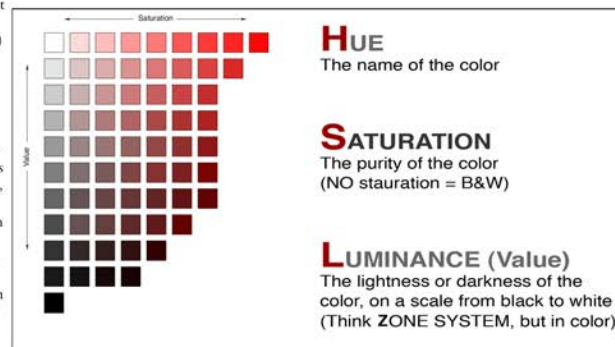 Saturation
Value
HUE
The name of the color
SATURATION
The purity of the color
(NO stauration = B&W)
LUMINANCE (Value)
The lightness or darkness of the
color, on a scale from black to white
(Think ZONE SYSTEM, but in color)